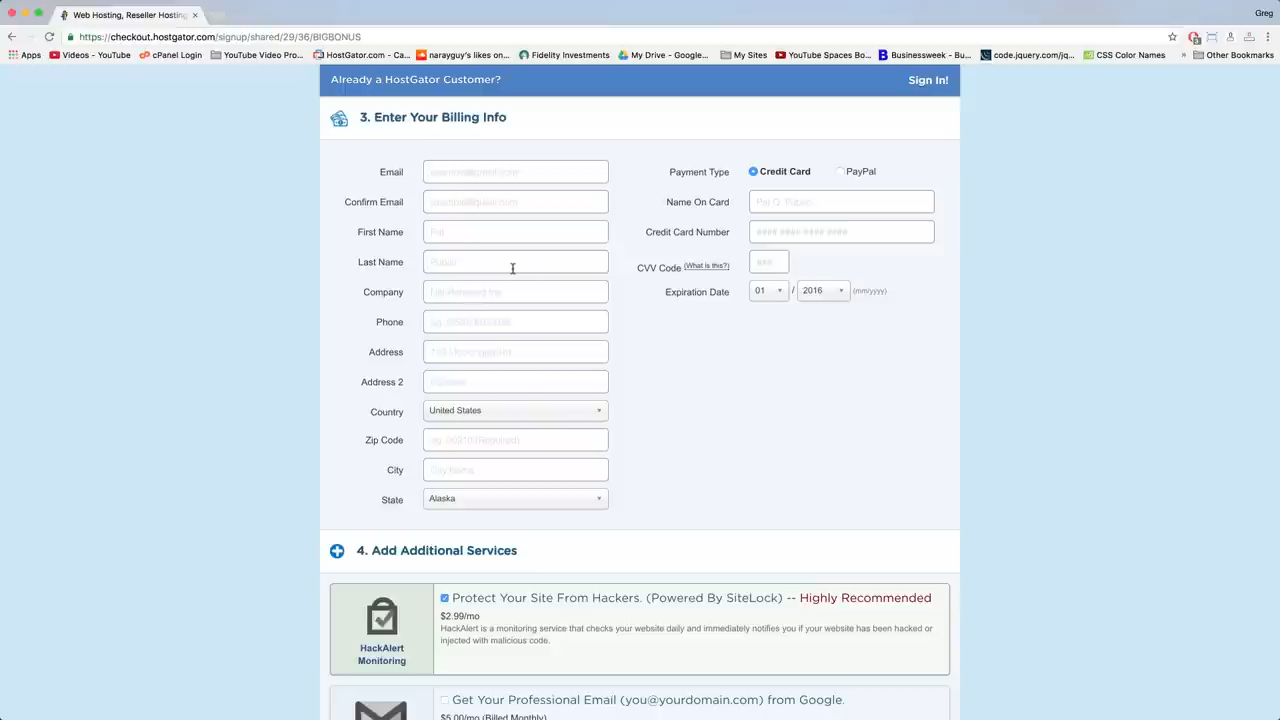 Web Hosting, Reseller Hosting
Greg
https://checkout.hostgator.com/signup/shared/29/36/BIGBONUS
Apps
Videos - YouTube
cPanel Login
YouTube Video Pro...
HostGator.com - Ca...
narayguy's likes on...
Fidelity Investments
My Drive - Google...
My Sites
YouTube Spaces Bo...
Businessweek - Bu...
code.jquery.com/jq...
CSS Color Names
»
Other Bookmarks
Already a HostGator Customer?
Sign In!
3. Enter Your Billing Info
Email
Confirm Email
First Name
Pat
Last Name
Public
Company
Phone
Address
Address 2
Country
United States
Zip Code
City
City Name
State
Alaska
Payment Type
Credit Card
PayPal
Name On Card
Pat Q. Public
Credit Card Number
#### #### #### ####
CVV Code (What is this?)
###
Expiration Date
01 / 2016 (mm/yyyy)
4. Add Additional Services
HackAlert
Monitoring
Protect Your Site From Hackers. (Powered By SiteLock) -- Highly Recommended
$2.99/mo
HackAlert is a monitoring service that checks your website daily and immediately notifies you if your website has been hacked or
injected with malicious code.
Get Your Professional Email (you@yourdomain.com) from Google.
$5.00/mo (Billed Monthly)